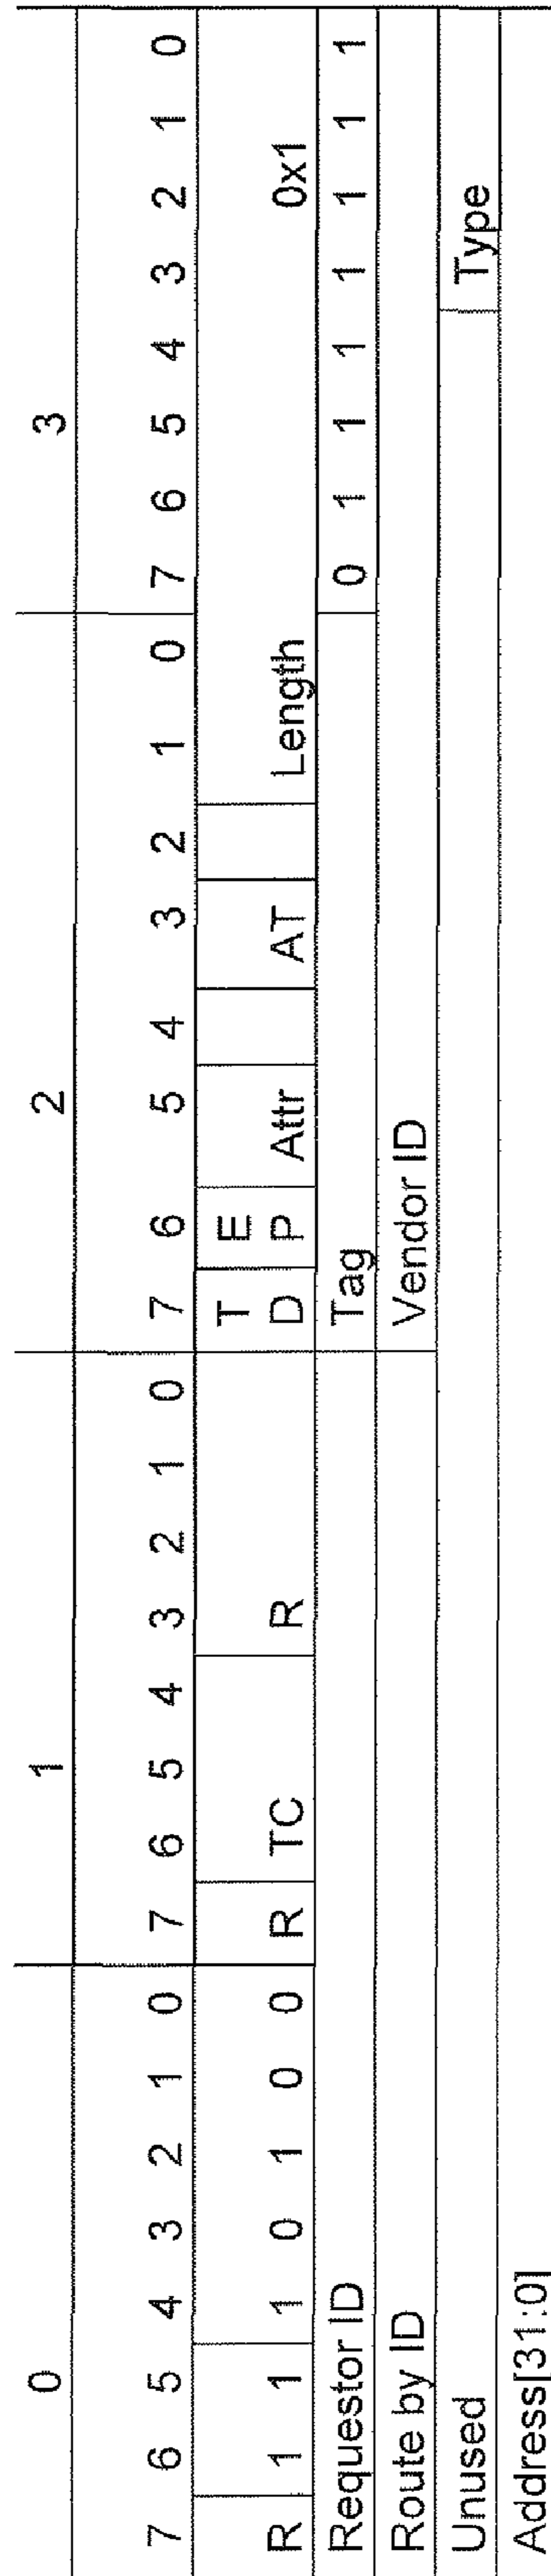 0 1 2 3
7 6 5 4 3 2 1 0 7 6 5 4 3 2 1 0 7 6 5 4 3 2 1 0 7 6 5 4 3 2 1 0
T E
R 1 1 1 0 1 0 0 R TC R D P Attr AT Length 0x1
Requestor ID Tag 0 1 1 1 1 1 1 1
Route by ID Vendor ID
Unused Type
Address[31:0]